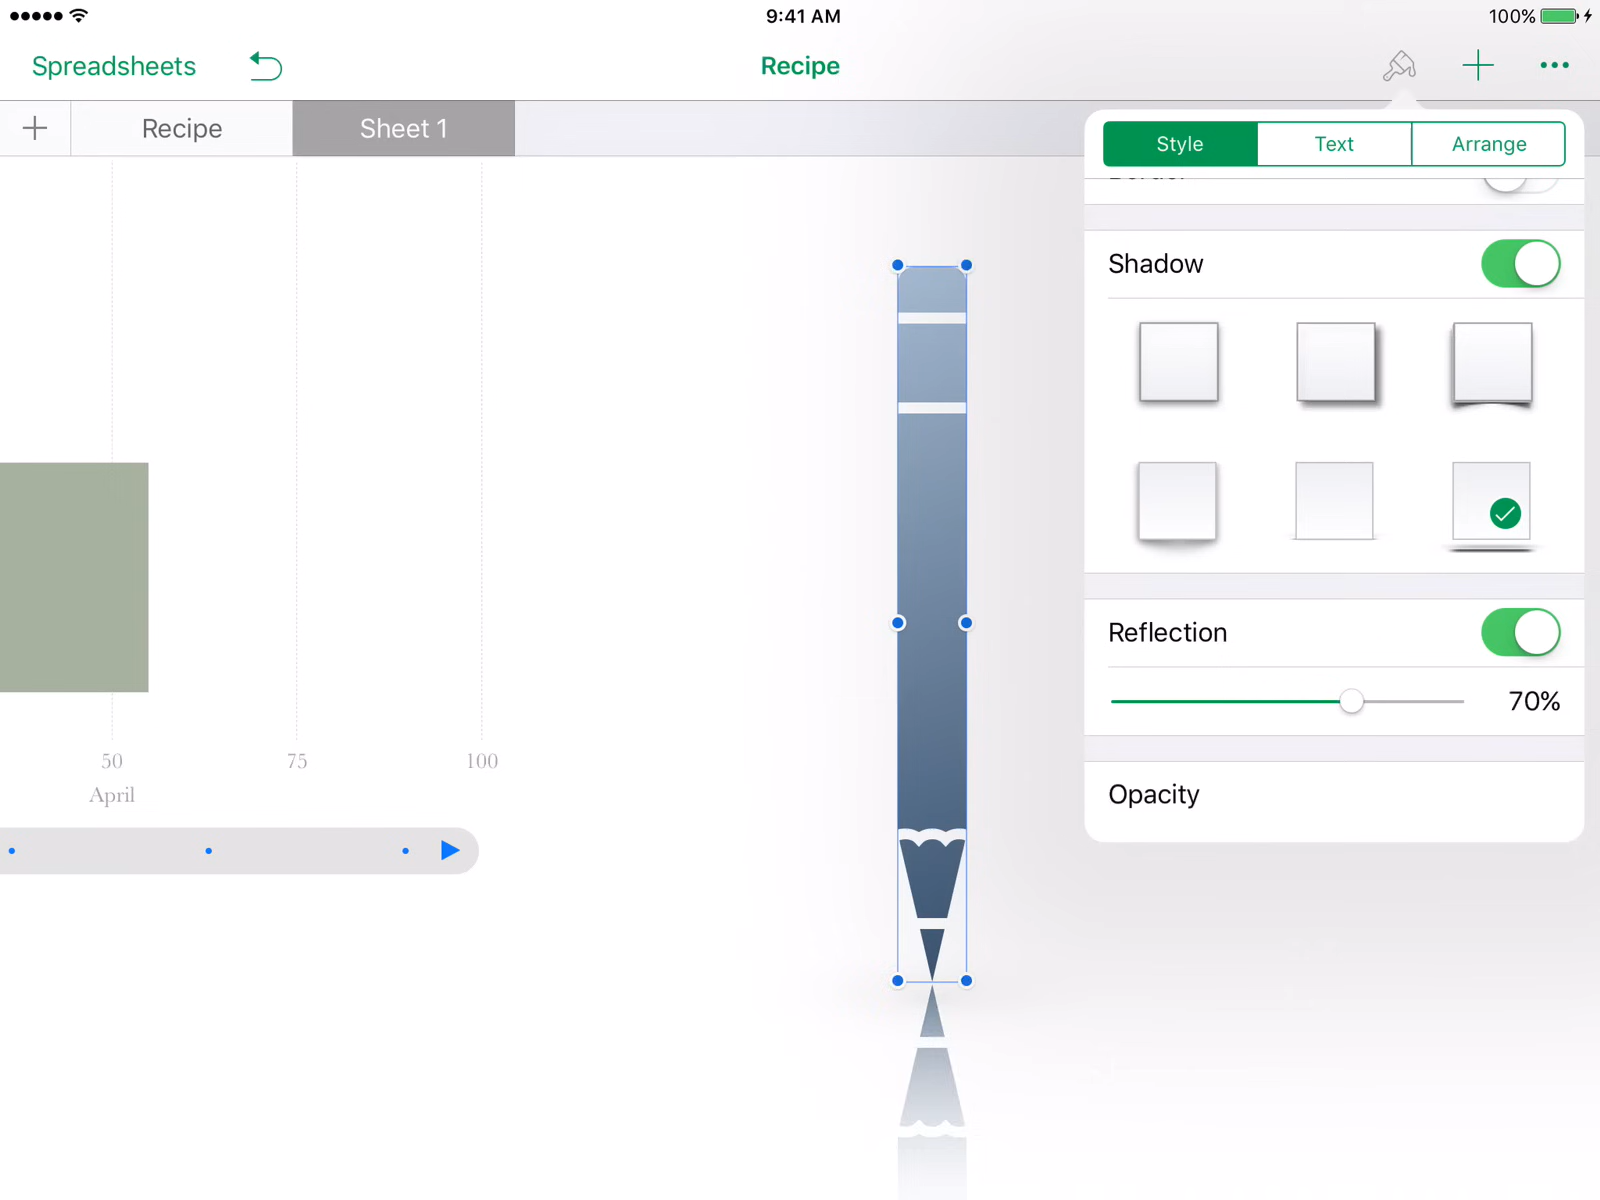 9:41 AM
100%
Spreadsheets
Recipe
Recipe
Sheet 1
Style
Text
Arrange
Border
Shadow
Reflection
70%
Opacity
50
75
100
April